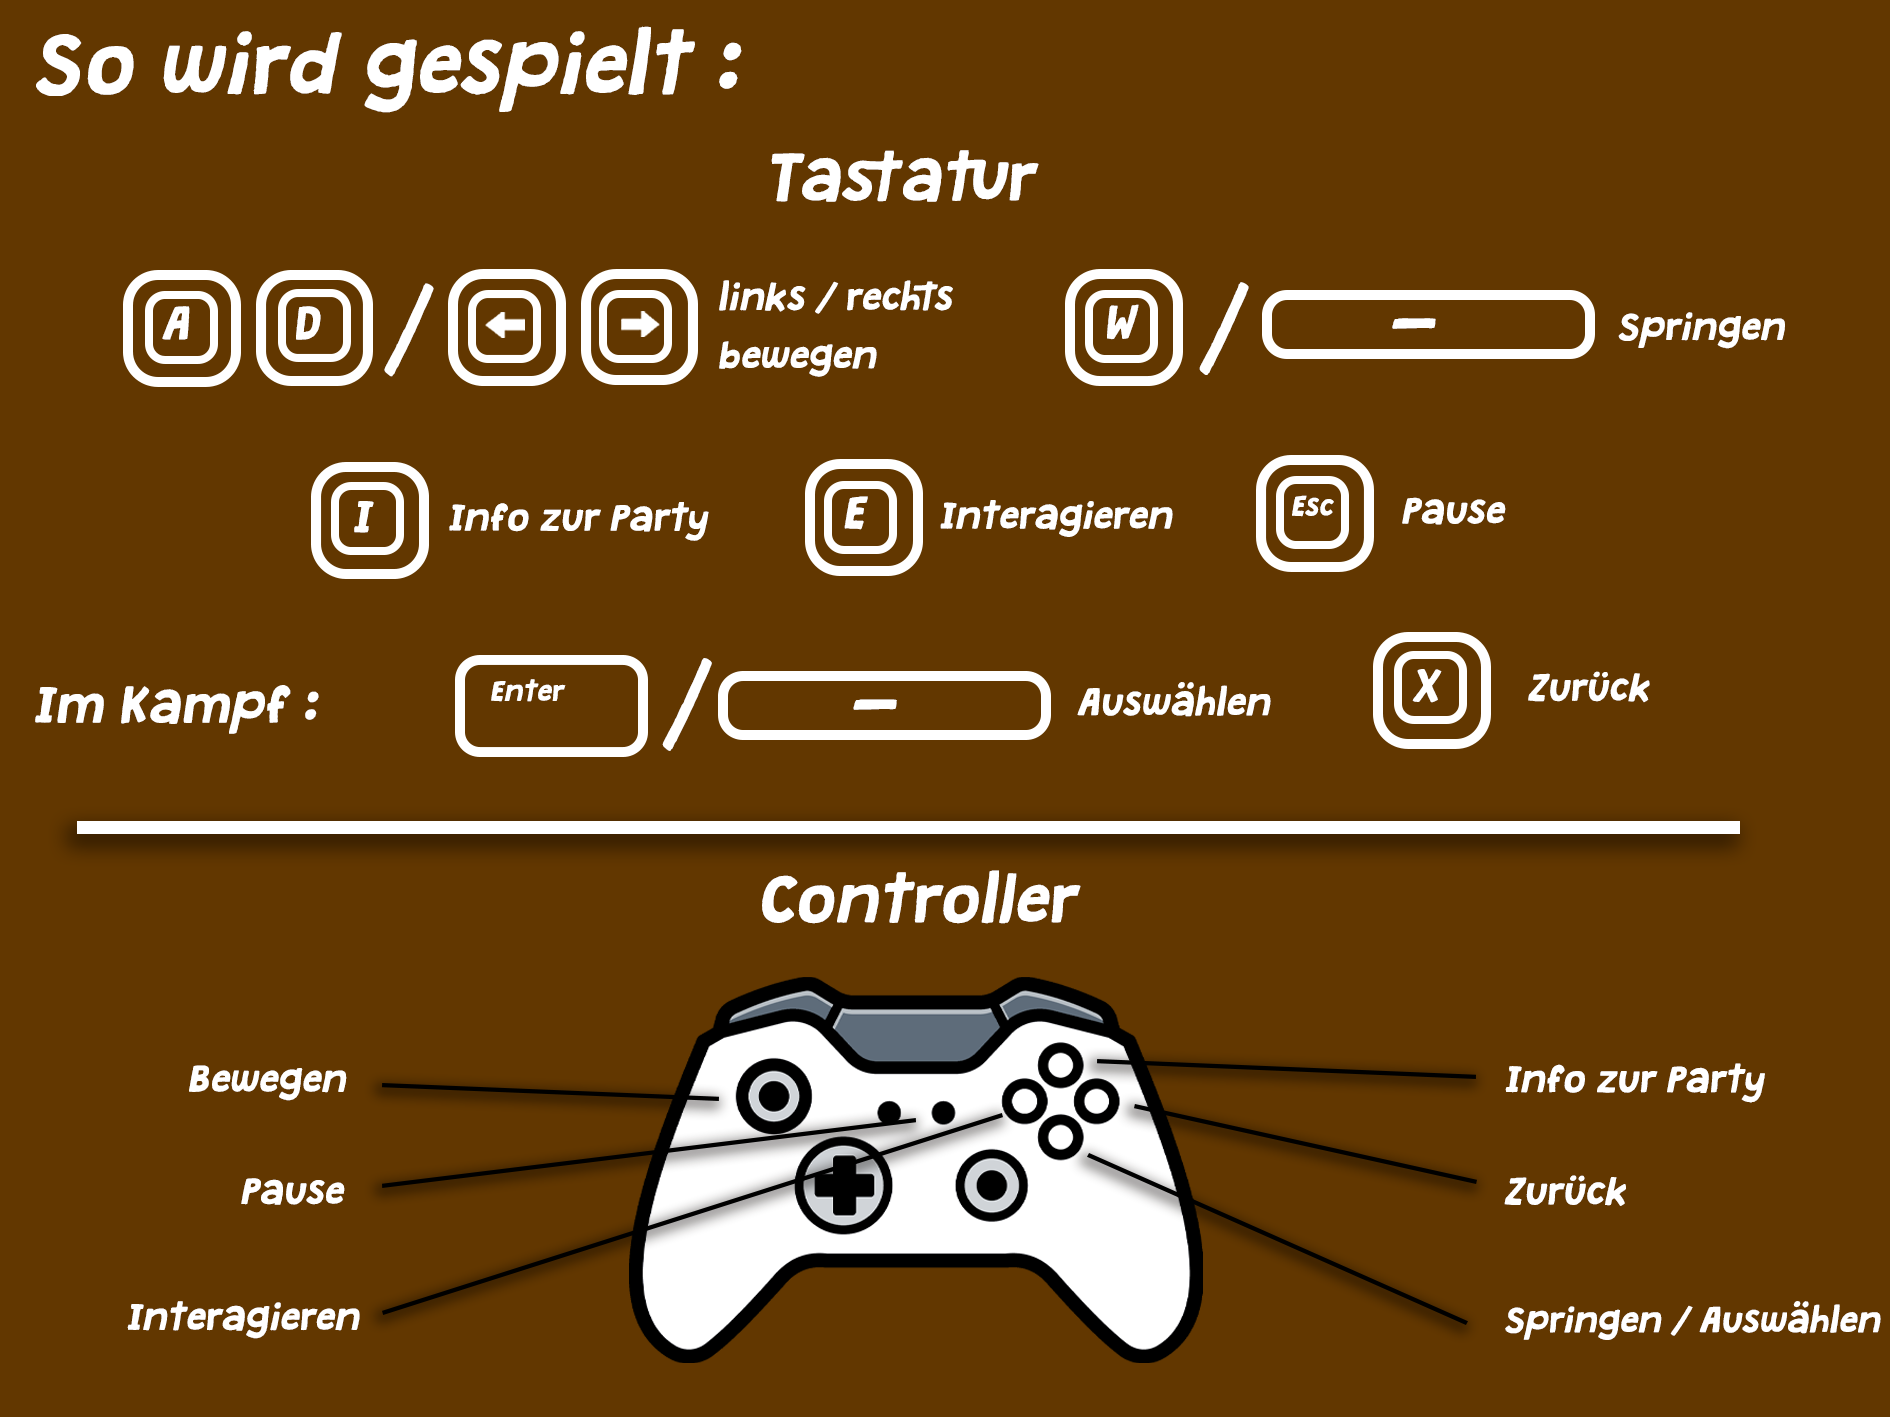 So wird gespielt :
Tastatur
A D / ← → links / rechts
bewegen
W / – Springen
I Info zur Party
E Interagieren
Esc Pause
Im Kampf :
Enter / – Auswählen
X Zurück
Controller
Bewegen
Pause
Interagieren
Info zur Party
Zurück
Springen / Auswählen